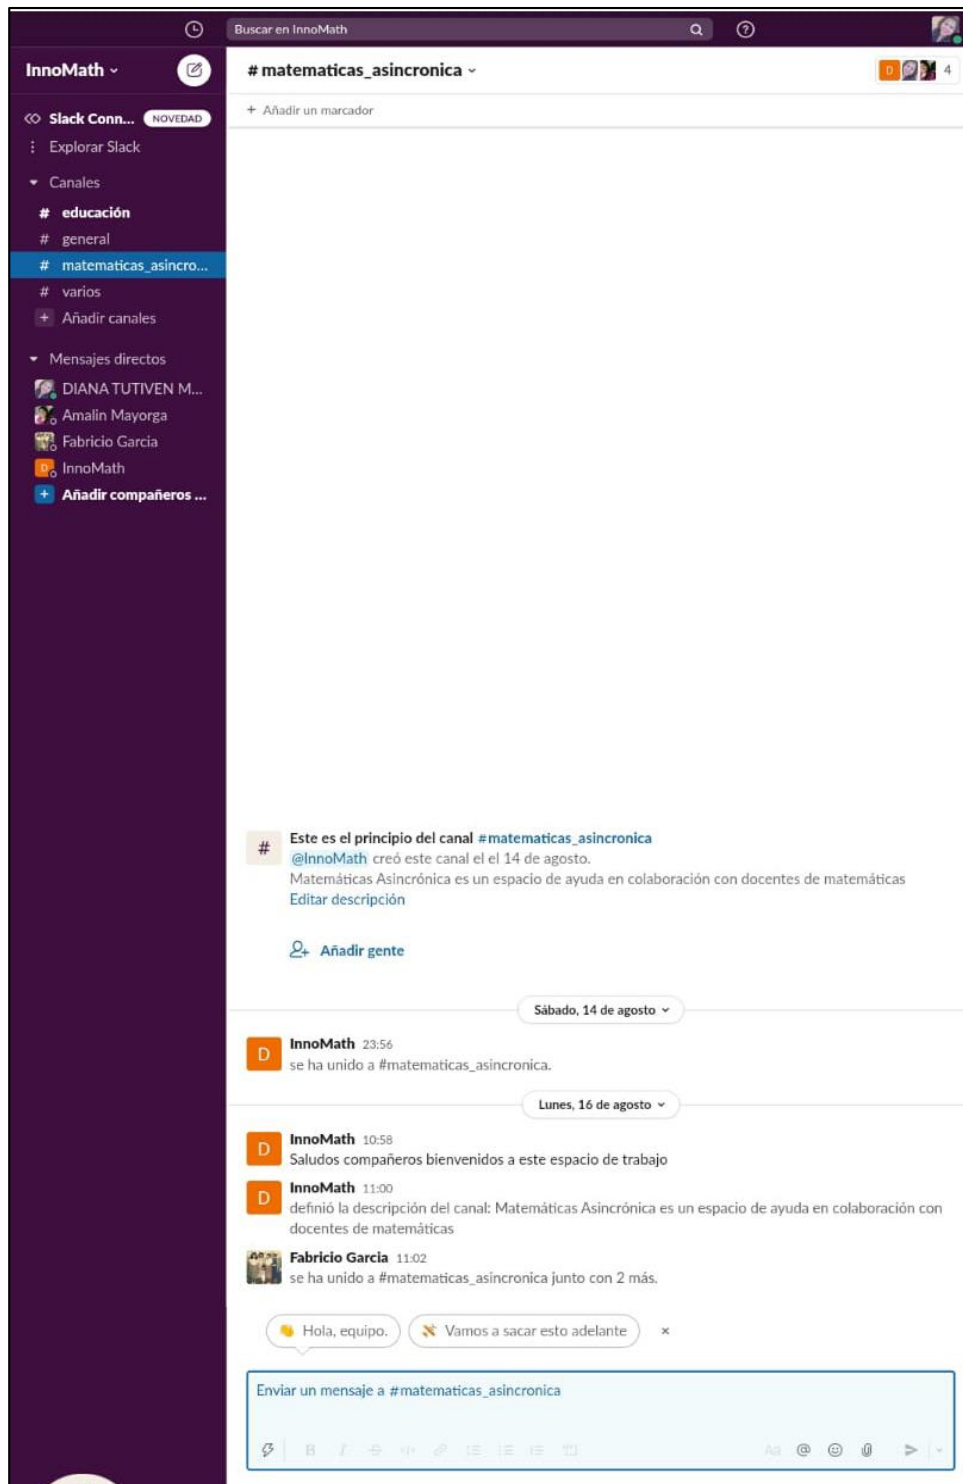 Buscar en InnoMath
InnoMath
# matematicas_asincronica
D
4
+ Añadir un marcador
Slack Conn... NOVEDAD
Explorar Slack
Canales
# educación
# general
# matematicas_asincro...
# varios
+ Añadir canales
Mensajes directos
DIANA TUTIVEN M...
Amalin Mayorga
Fabricio Garcia
D InnoMath
+ Añadir compañeros ...
# Este es el principio del canal #matematicas_asincronica
@InnoMath creó este canal el el 14 de agosto.
Matemáticas Asincrónica es un espacio de ayuda en colaboración con docentes de matemáticas
Editar descripción
Añadir gente
Sábado, 14 de agosto
D InnoMath 23:56
se ha unido a #matematicas_asincronica.
Lunes, 16 de agosto
D InnoMath 10:58
Saludos compañeros bienvenidos a este espacio de trabajo
D InnoMath 11:00
definió la descripción del canal: Matemáticas Asincrónica es un espacio de ayuda en colaboración con
docentes de matemáticas
Fabricio Garcia 11:02
se ha unido a #matematicas_asincronica junto con 2 más.
Hola, equipo.
Vamos a sacar esto adelante
×
Enviar un mensaje a #matematicas_asincronica
B I S Aa @